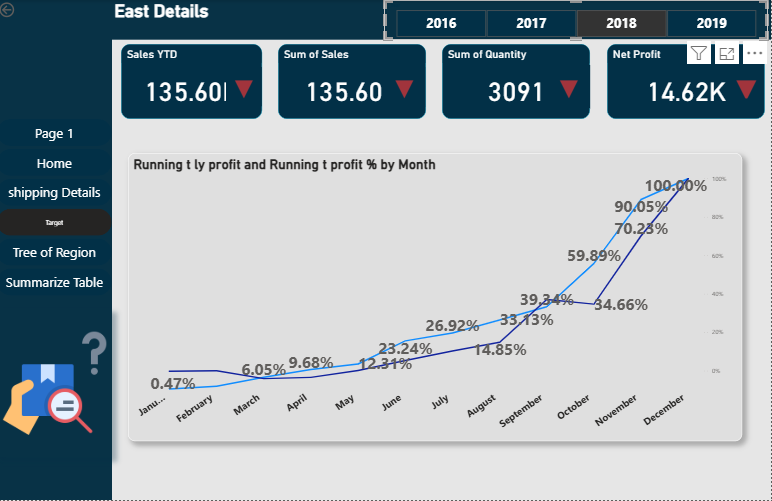 East Details
2016 2017 2018 2019
Sales YTD Sum of Sales Sum of Quantity Net Profit
135.60 135.60 3091 14.62K
Page 1
Home
shipping Details
Target
Tree of Region
Summarize Table
Running t ly profit and Running t profit % by Month
100.00% 100%
90.05%
80%
70.23%
59.89% 60%
39.34% 40%
34.66%
33.13%
26.92%
20%
23.24%
14.85%
12.31%
9.68%
6.05% 0%
0.47%
Janu... February March April May June July August September October November December
?